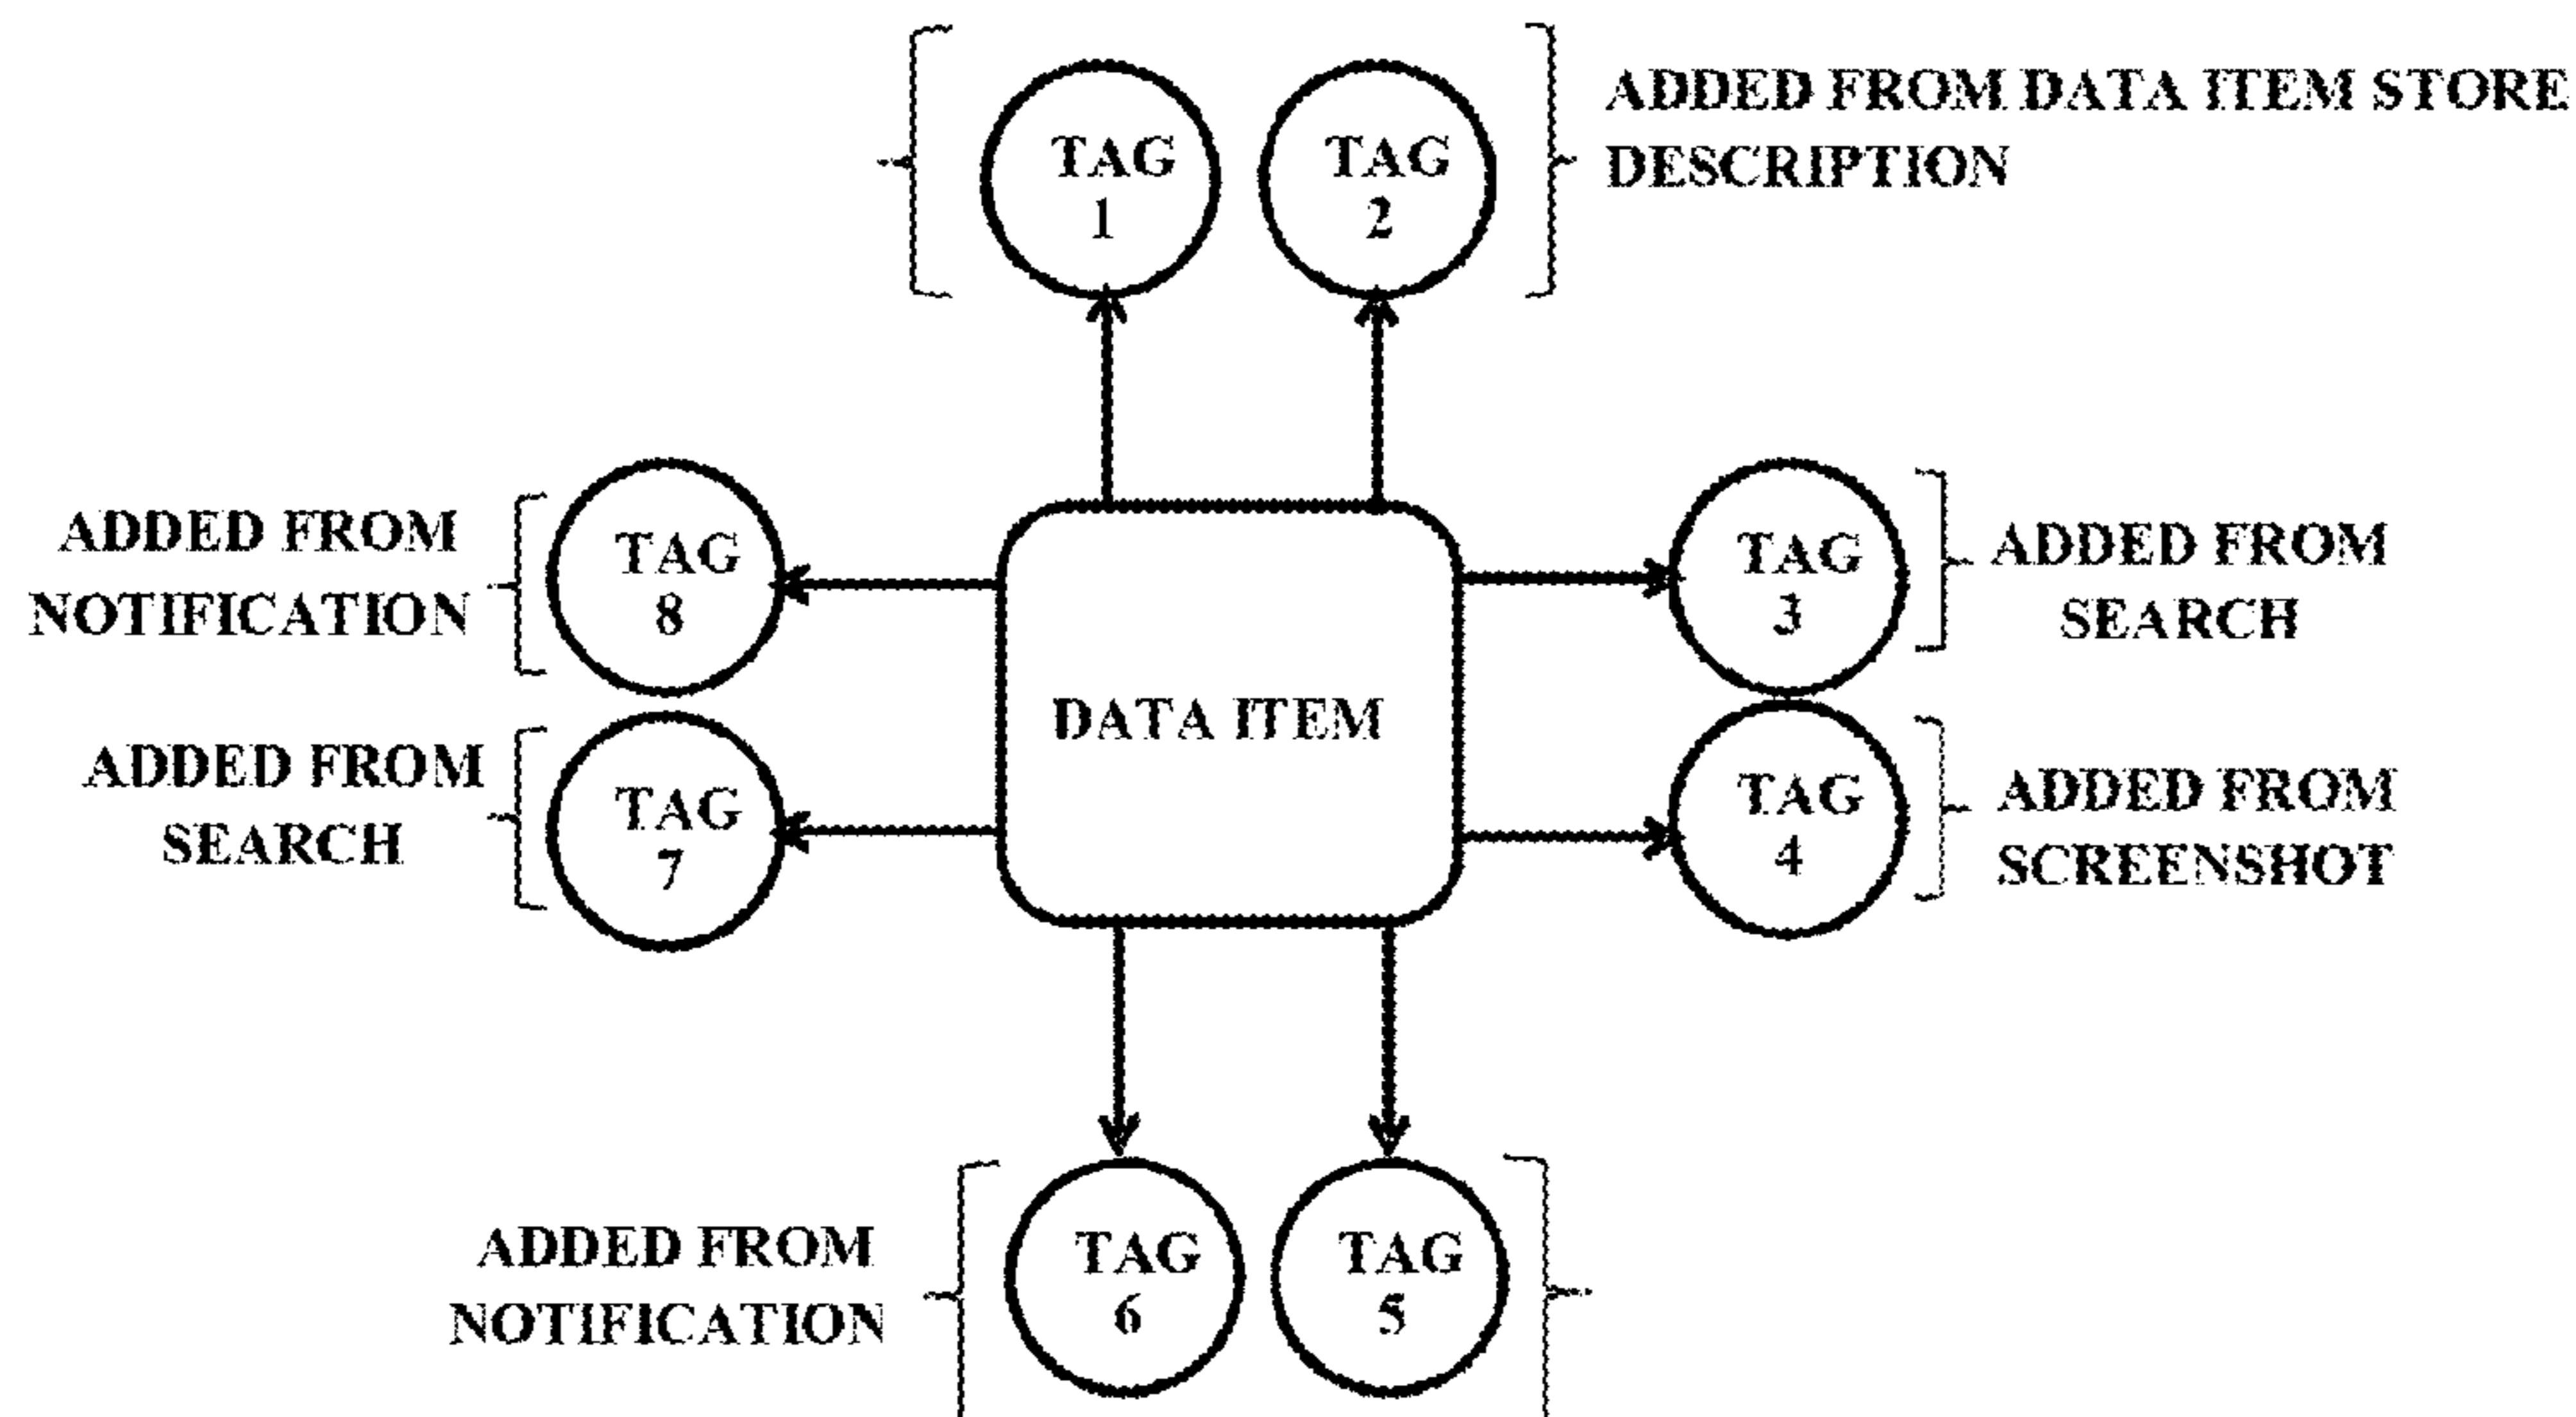 TAG
1
TAG
2
ADDED FROM DATA ITEM STORE
DESCRIPTION
ADDED FROM
NOTIFICATION
TAG
8
TAG
3
ADDED FROM
SEARCH
DATA ITEM
ADDED FROM
SEARCH
TAG
7
TAG
4
ADDED FROM
SCREENSHOT
ADDED FROM
NOTIFICATION
TAG
6
TAG
5